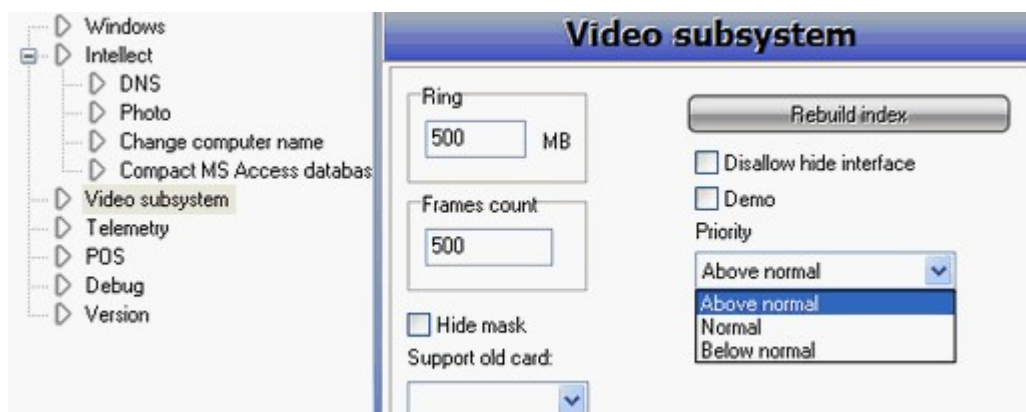 Windows
Intellect
DNS
Photo
Change computer name
Compact MS Access databas
Video subsystem
Telemetry
POS
Debug
Version
Video subsystem
Ring
500 MB
Frames count
500
Hide mask
Support old card:
Rebuild index
Disallow hide interface
Demo
Priority
Above normal
Above normal
Normal
Below normal